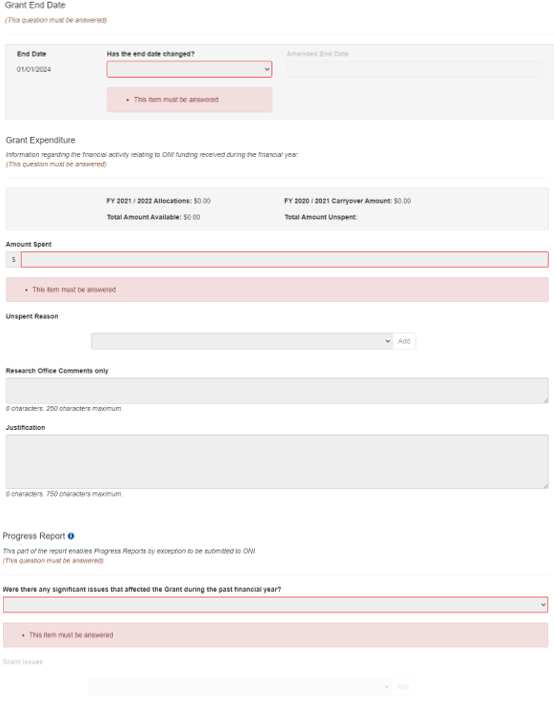 Grant End Date
(This question must be answered)
End Date
Has the end date changed?
Amended End Date
01/01/2024
• This item must be answered
Grant Expenditure
Information regarding the financial activity relating to ONI funding received during the financial year
(This question must be answered)
FY 2021 / 2022 Allocations: $0.00
FY 2020 / 2021 Carryover Amount: $0.00
Total Amount Available: $0.00
Total Amount Unspent:
Amount Spent
$
• This item must be answered
Unspent Reason
Add
Research Office Comments only
0 characters. 250 characters maximum.
Justification
0 characters. 750 characters maximum.
Progress Report
This part of the report enables Progress Reports by exception to be submitted to ONI.
(This question must be answered)
Were there any significant issues that affected the Grant during the past financial year?
• This item must be answered
Grant Issues
Add